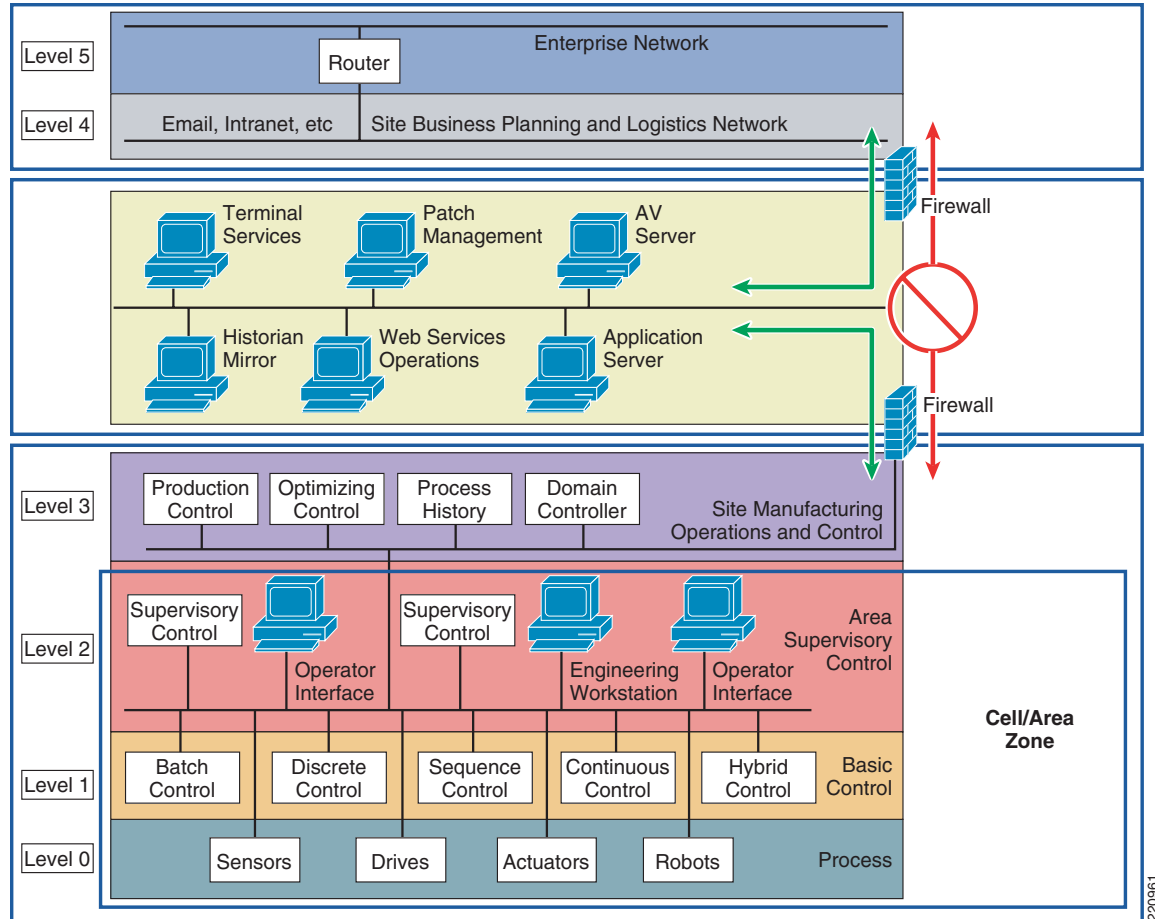 Level 5
Enterprise Network
Router
Level 4
Email, Intranet, etc
Site Business Planning and Logistics Network
Firewall
Terminal
Services
Patch
Management
AV
Server
Historian
Mirror
Web Services
Operations
Application
Server
Firewall
Level 3
Production
Control
Optimizing
Control
Process
History
Domain
Controller
Site Manufacturing
Operations and Control
Level 2
Supervisory
Control
Operator
Interface
Supervisory
Control
Engineering
Workstation
Operator
Interface
Area
Supervisory
Control
Cell/Area
Zone
Level 1
Batch
Control
Discrete
Control
Sequence
Control
Continuous
Control
Hybrid
Control
Basic
Control
Level 0
Sensors
Drives
Actuators
Robots
Process
220961